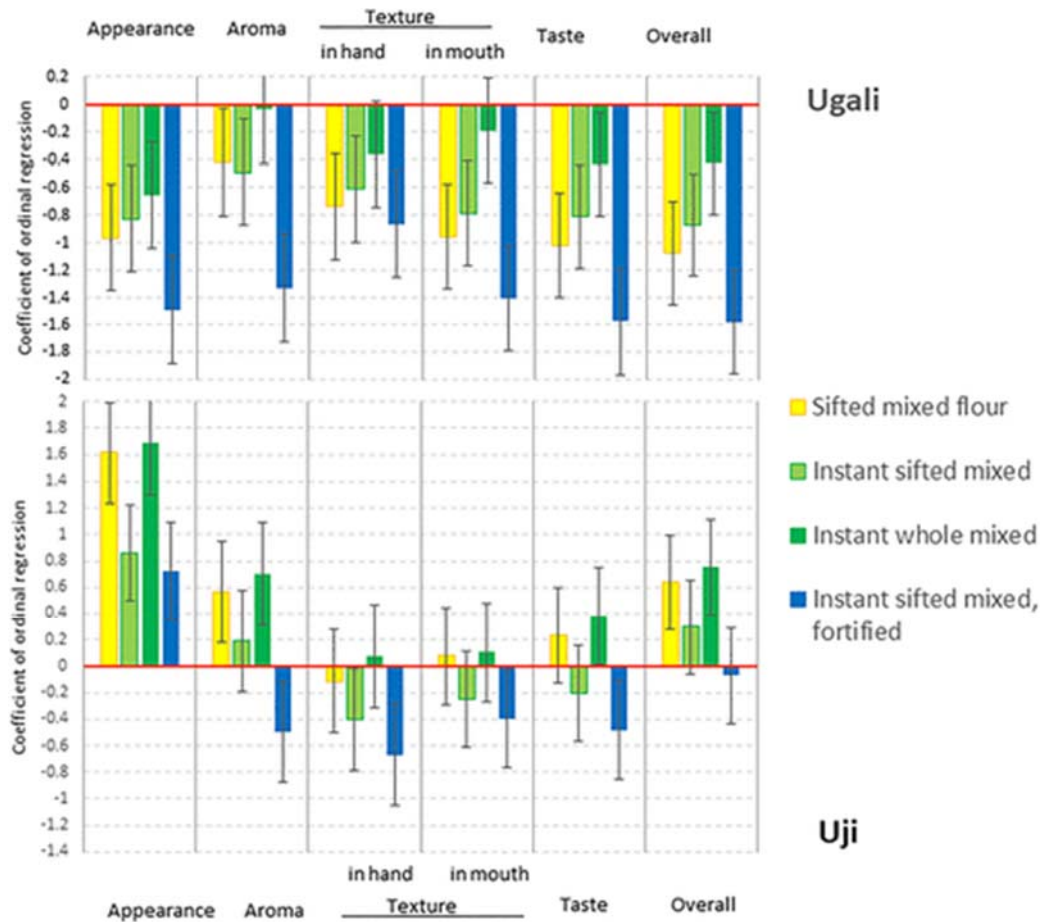 Appearance Aroma Texture Taste Overall
in hand in mouth
Ugali
Coefficient of ordinal regression
0.2
0
-0.2
-0.4
-0.6
-0.8
-1
-1.2
-1.4
-1.6
-1.8
-2
Coefficient of ordinal regression
2
1.8
1.6
1.4
1.2
1
0.8
0.6
0.4
0.2
0
-0.2
-0.4
-0.6
-0.8
-1
-1.2
-1.4
Sifted mixed flour
Instant sifted mixed
Instant whole mixed
Instant sifted mixed,
fortified
Uji
in hand in mouth
Appearance Aroma Texture Taste Overall